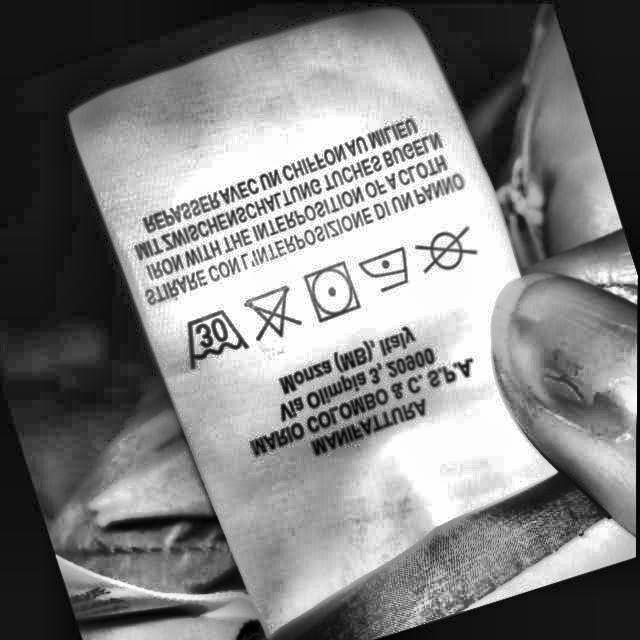 MANIFATTURA
MARIO COLOMBO & C. S.P.A.
Via Olimpia 3, 20900
Monza (MB), Italy
30
STIRARE CON L'INTERPOSIZIONE DI UN PANNO
IRON WITH THE INTERPOSITION OF A CLOTH
MIT ZWISCHENSCHALTUNG TUCHES BUGELN
REPASSER AVEC UN CHIFFON AU MILIEU